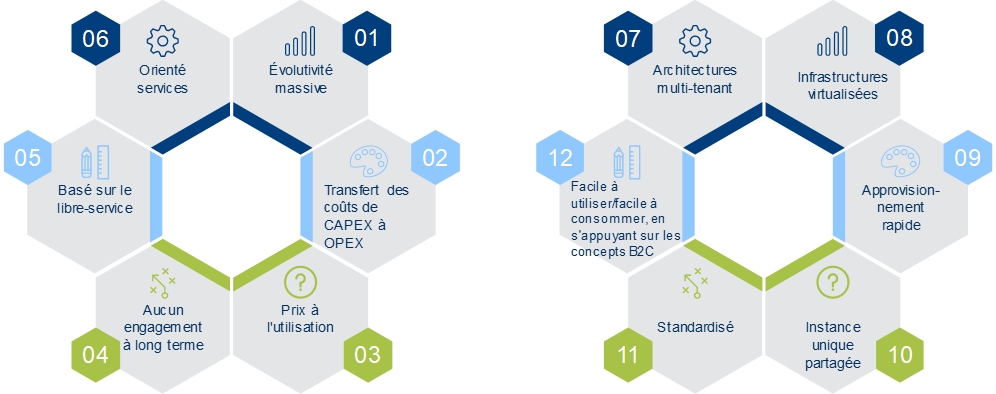 01
Évolutivité
massive
02
Transfert des
coûts de
CAPEX à
OPEX
03
Prix à
l'utilisation
04
Aucun
engagement
à long terme
05
Basé sur le
libre-service
06
Orienté
services
07
Architectures
multi-tenant
08
Infrastructures
virtualisées
09
Approvision-
nement
rapide
10
Instance
unique
partagée
11
Standardisé
12
Facile à
utiliser/facile à
consommer, en
s'appuyant sur les
concepts B2C